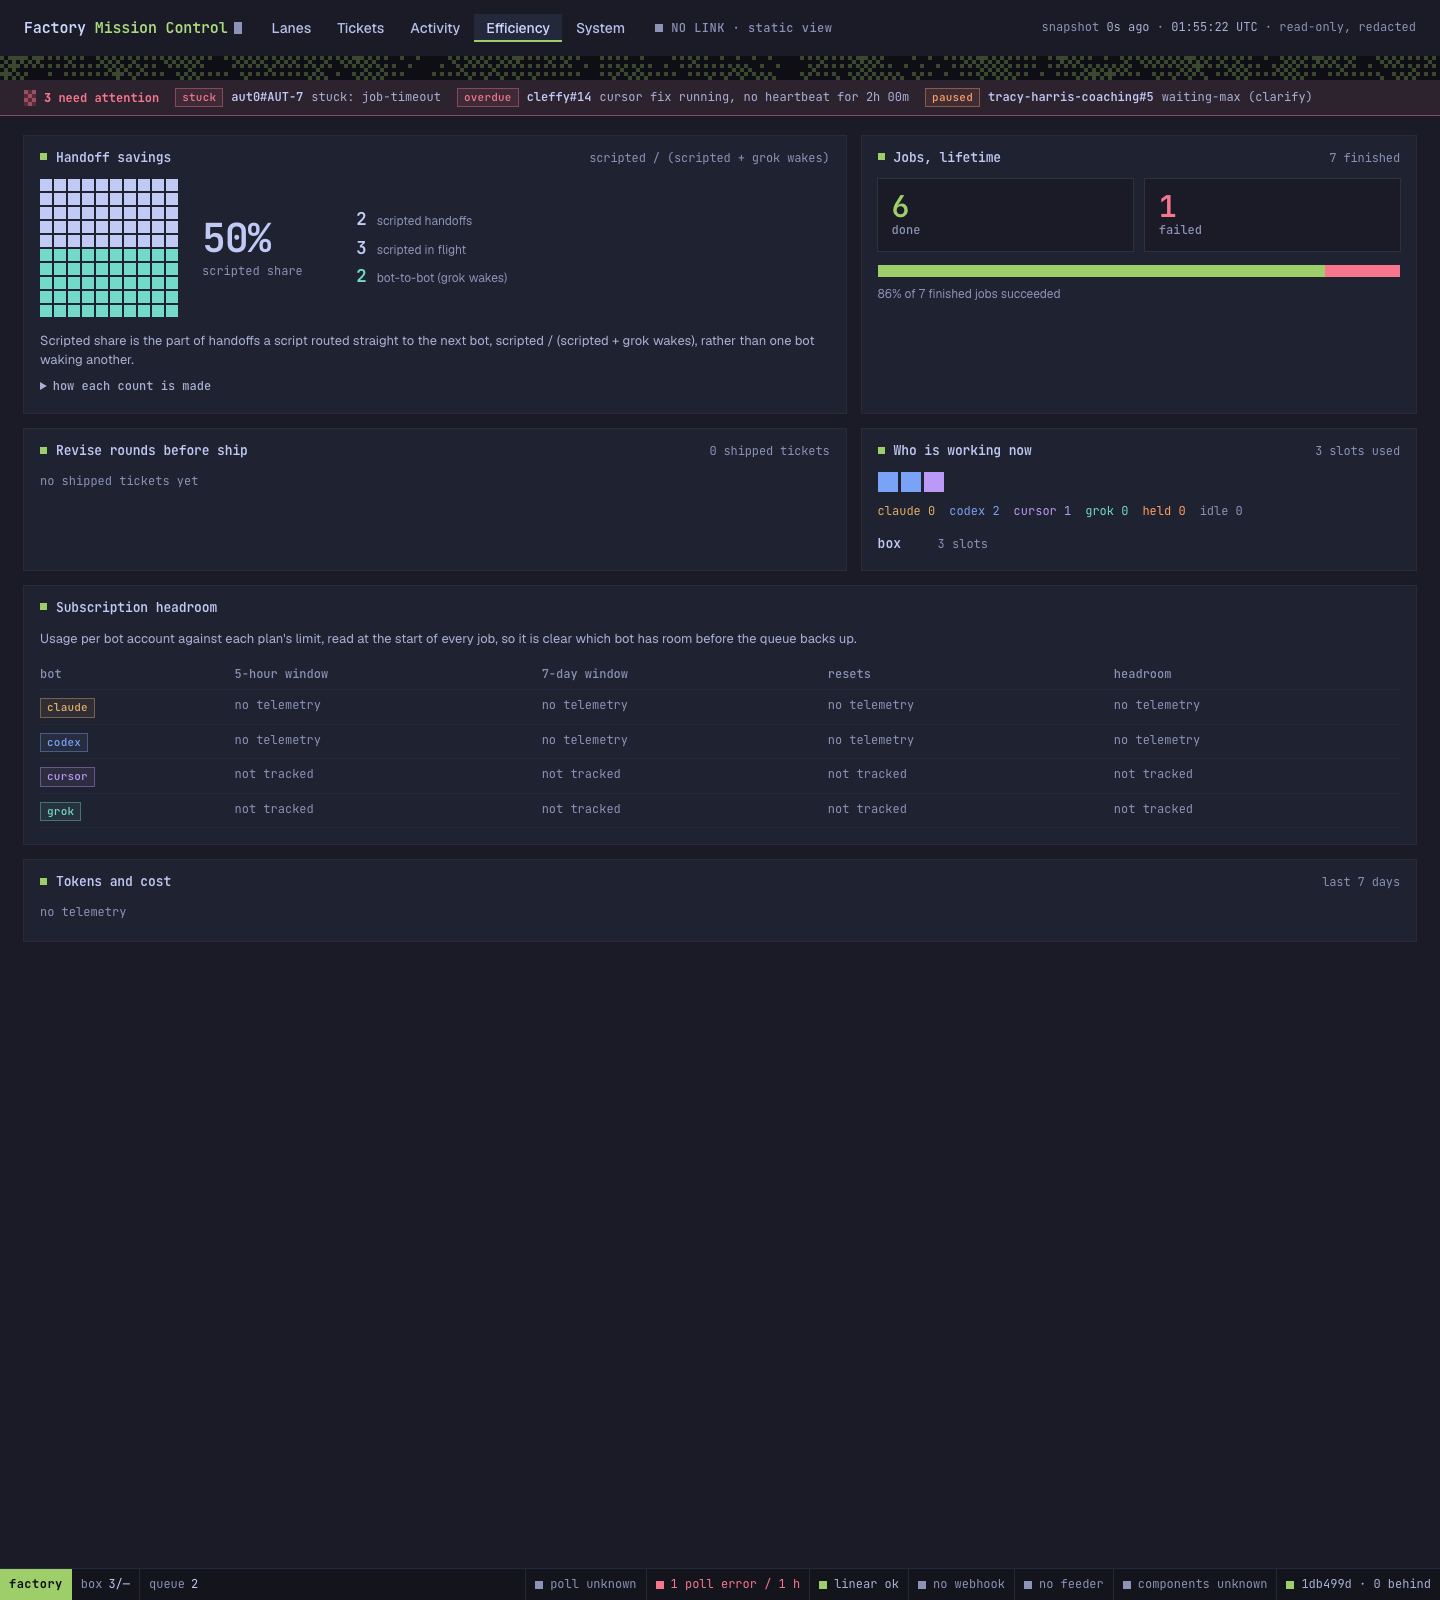 Factory Mission Control
Lanes Tickets Activity Efficiency System
NO LINK · static view
snapshot 0s ago · 01:55:22 UTC · read-only, redacted
3 need attention stuck aut0#AUT-7 stuck: job-timeout overdue cleffy#14 cursor fix running, no heartbeat for 2h 00m paused tracy-harris-coaching#5 waiting-max (clarify)
Handoff savings
scripted / (scripted + grok wakes)
50%
scripted share
2 scripted handoffs
3 scripted in flight
2 bot-to-bot (grok wakes)
Scripted share is the part of handoffs a script routed straight to the next bot, scripted / (scripted + grok wakes), rather than one bot
waking another.
how each count is made
Jobs, lifetime
7 finished
6
done
1
failed
86% of 7 finished jobs succeeded
Revise rounds before ship
0 shipped tickets
no shipped tickets yet
Who is working now
3 slots used
claude 0 codex 2 cursor 1 grok 0 held 0 idle 0
box 3 slots
Subscription headroom
Usage per bot account against each plan's limit, read at the start of every job, so it is clear which bot has room before the queue backs up.
bot 5-hour window 7-day window resets headroom
claude no telemetry no telemetry no telemetry no telemetry
codex no telemetry no telemetry no telemetry no telemetry
cursor not tracked not tracked not tracked not tracked
grok not tracked not tracked not tracked not tracked
Tokens and cost
last 7 days
no telemetry
factory box 3/— queue 2
poll unknown 1 poll error / 1 h linear ok no webhook no feeder components unknown 1db499d · 0 behind